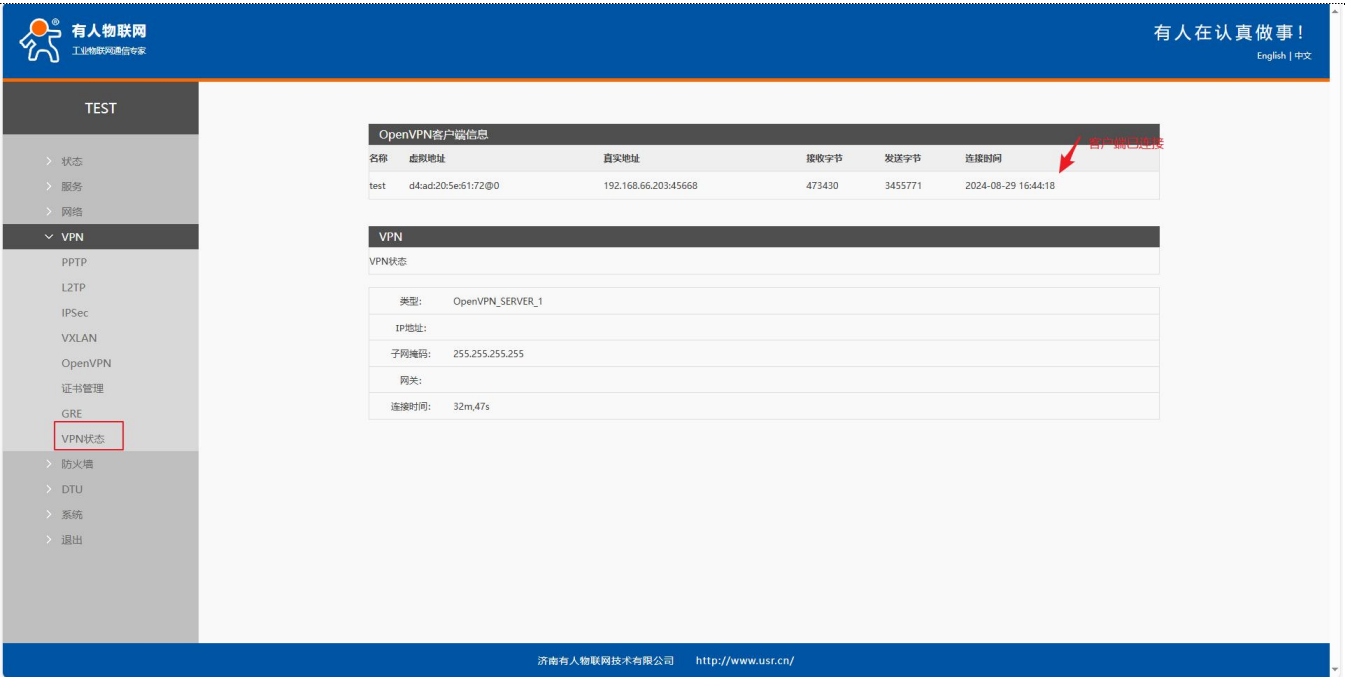 有人物联网
工业物联网通信专家
有人在认真做事!
English | 中文
TEST
状态
服务
网络
VPN
PPTP
L2TP
IPSec
VXLAN
OpenVPN
证书管理
GRE
VPN状态
防火墙
DTU
系统
退出
OpenVPN客户端信息
客户端已连接
名称 虚拟地址 真实地址 接收字节 发送字节 连接时间
test d4:ad:20:5e:61:72@0 192.168.66.203:45668 473430 3455771 2024-08-29 16:44:18
VPN
VPN状态
类型: OpenVPN_SERVER_1
IP地址:
子网掩码: 255.255.255.255
网关:
连接时间: 32m,47s
济南有人物联网技术有限公司 http://www.usr.cn/